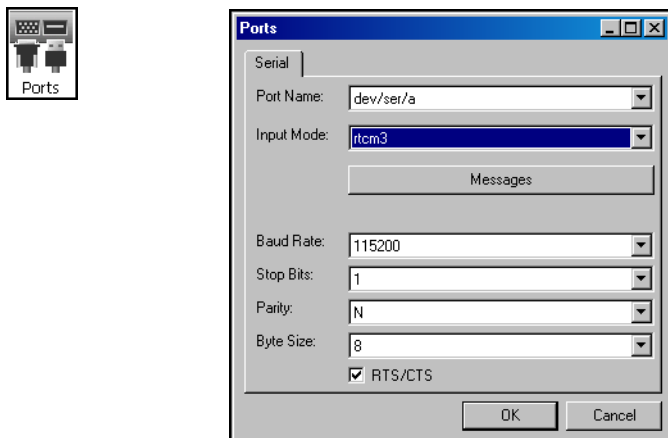 Ports
Ports
Serial
Port Name: dev/ser/a
Input Mode: rtcm3
Messages
Baud Rate: 115200
Stop Bits: 1
Parity: N
Byte Size: 8
RTS/CTS
OK Cancel